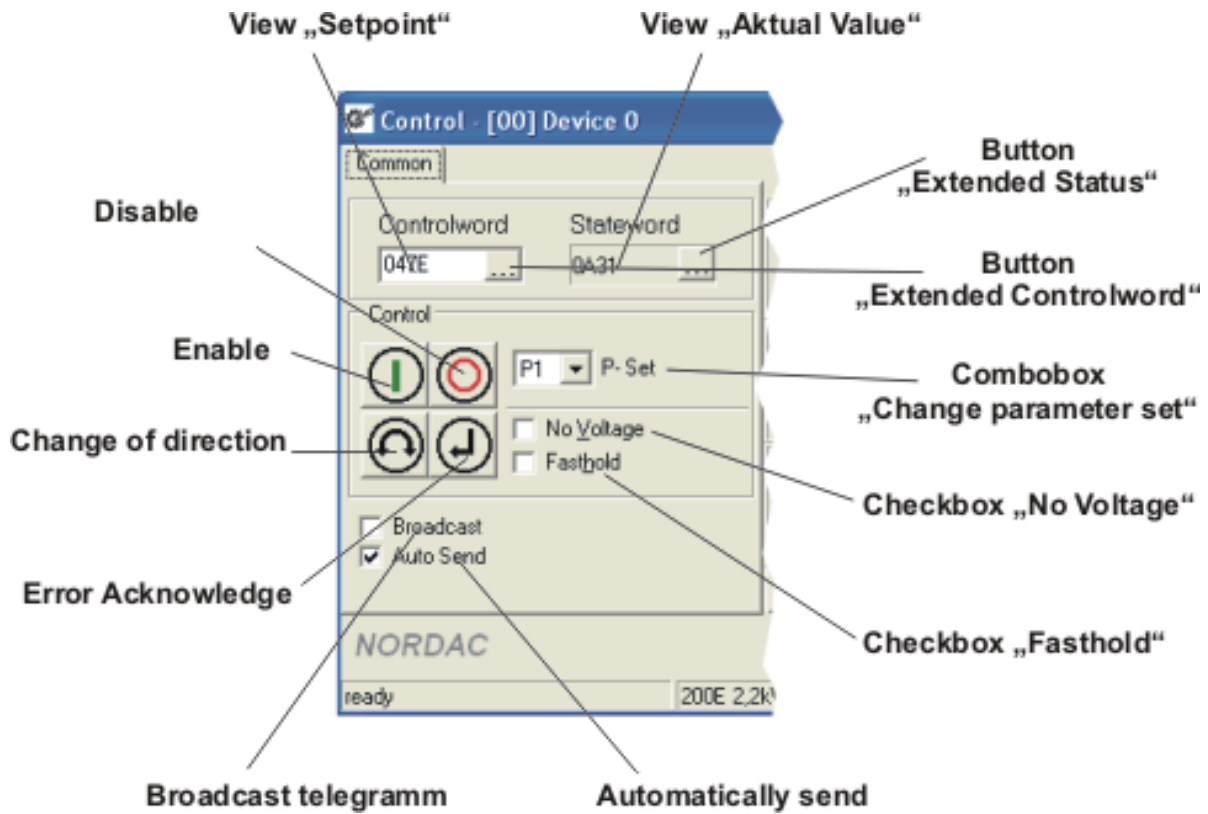 View „Setpoint“
View „Aktual Value“
Control - [00] Device 0
Common
Button
„Extended Status“
Disable
Controlword
Stateword
047E
...
0A31
...
Button
„Extended Controlword“
Control
Enable
P1
P- Set
Combobox
„Change parameter set“
Change of direction
No Voltage
Fasthold
Checkbox „No Voltage“
Broadcast
Auto Send
Error Acknowledge
Checkbox „Fasthold“
NORDAC
ready
200E 2,2k
Broadcast telegramm
Automatically send